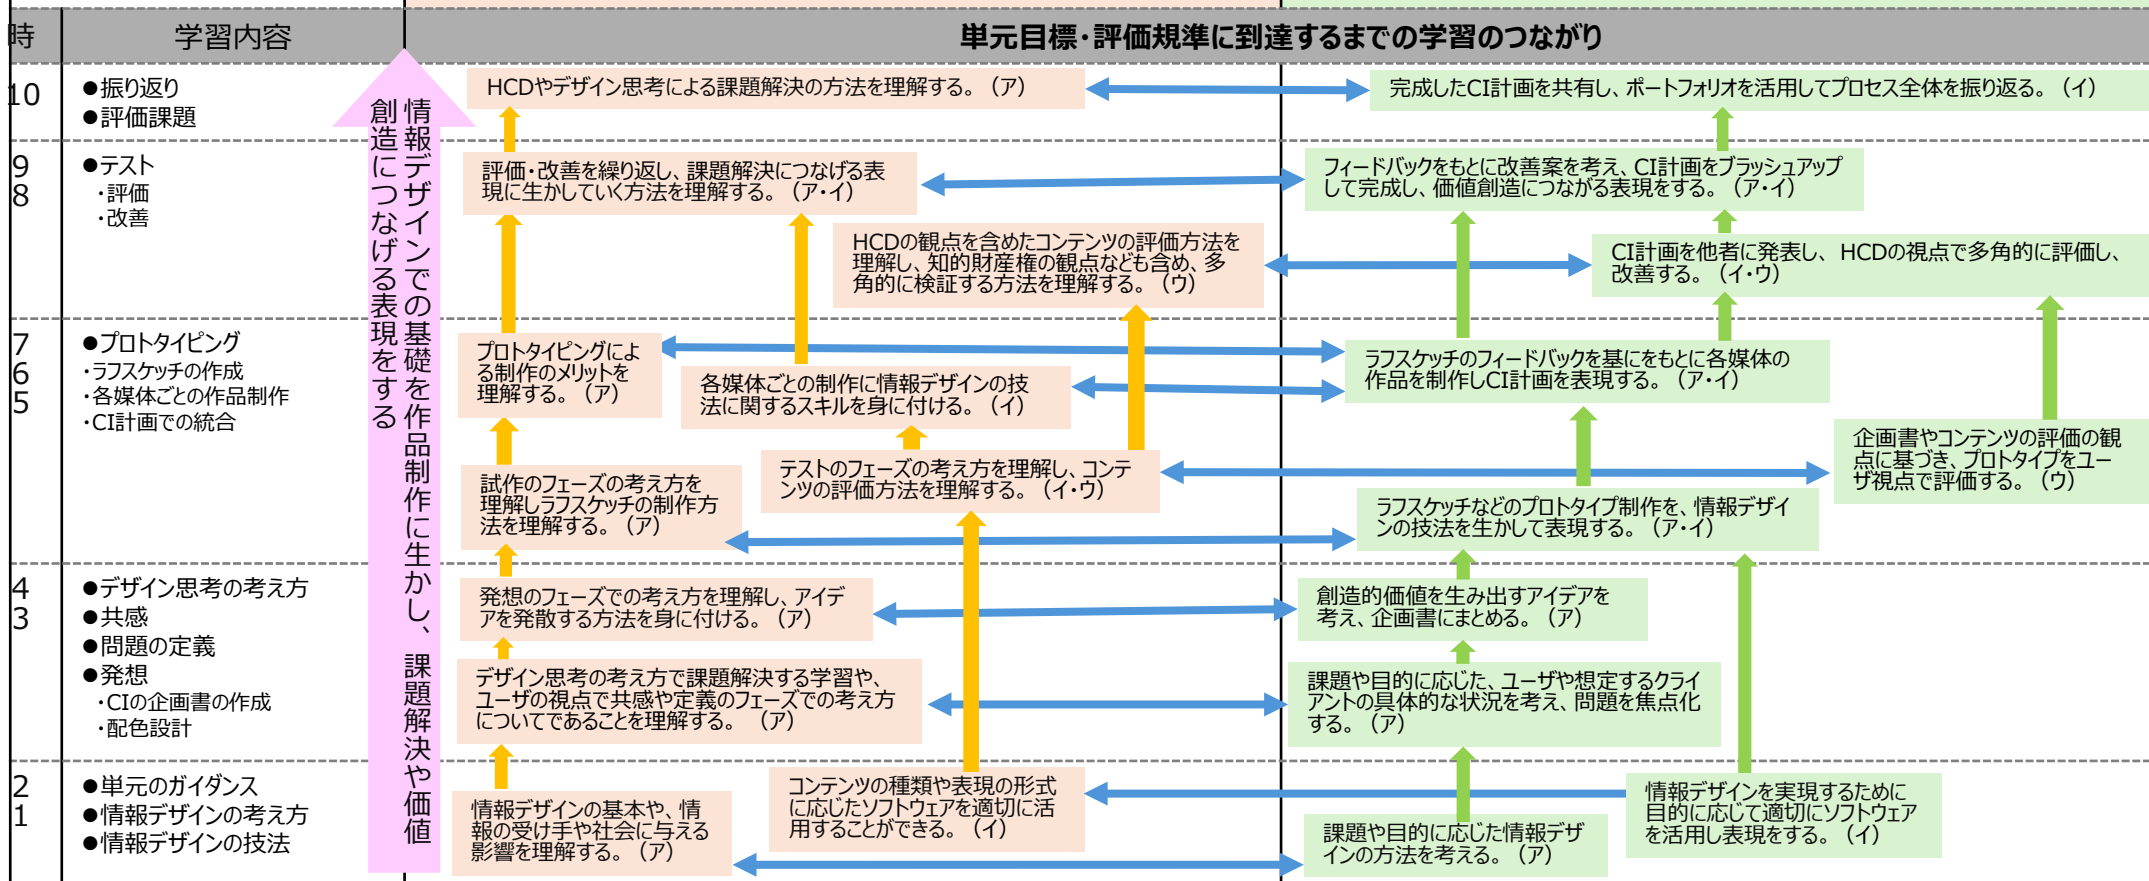 時
学習内容
単元目標・評価規準に到達するまでの学習のつながり
10
●振り返り
●評価課題
HCDやデザイン思考による課題解決の方法を理解する。（ア）
完成したCI計画を共有し、ポートフォリオを活用してプロセス全体を振り返る。（イ）
情報デザインでの基礎を作品制作に生かし、課題解決や価値
創造につなげる表現をする
9
8
●テスト
・評価
・改善
評価・改善を繰り返し、課題解決につなげる表
現に生かしていく方法を理解する。（ア・イ）
フィードバックをもとに改善案を考え、CI計画をブラッシュアップ
して完成し、価値創造につながる表現をする。（ア・イ）
HCDの観点を含めたコンテンツの評価方法を
理解し、知的財産権の観点なども含め、多
角的に検証する方法を理解する。（ウ）
CI計画を他者に発表し、HCDの視点で多角的に評価し、
改善する。（イ・ウ）
7
6
5
●プロトタイピング
・ラフスケッチの作成
・各媒体ごとの作品制作
・CI計画での統合
プロトタイピングによ
る制作のメリットを
理解する。（ア）
各媒体ごとの制作に情報デザインの技
法に関するスキルを身に付ける。（イ）
ラフスケッチのフィードバックを基にをもとに各媒体の
作品を制作しCI計画を表現する。（ア・イ）
試作のフェーズの考え方を
理解しラフスケッチの制作方
法を理解する。（ア）
テストのフェーズの考え方を理解し、コンテ
ンツの評価方法を理解する。（イ・ウ）
企画書やコンテンツの評価の観
点に基づき、プロトタイプをユー
ザ視点で評価する。（ウ）
ラフスケッチなどのプロトタイプ制作を、情報デザイ
ンの技法を生かして表現する。（ア・イ）
4
3
●デザイン思考の考え方
●共感
●問題の定義
●発想
・CIの企画書の作成
・配色設計
発想のフェーズでの考え方を理解し、アイデ
アを発散する方法を身に付ける。（ア）
創造的価値を生み出すアイデアを
考え、企画書にまとめる。（ア）
デザイン思考の考え方で課題解決する学習や、
ユーザの視点で共感や定義のフェーズでの考え方
についてであることを理解する。（ア）
課題や目的に応じた、ユーザや想定するクライ
アントの具体的な状況を考え、問題を焦点化
する。（ア）
2
1
●単元のガイダンス
●情報デザインの考え方
●情報デザインの技法
情報デザインの基本や、情
報の受け手や社会に与える
影響を理解する。（ア）
コンテンツの種類や表現の形式
に応じたソフトウェアを適切に活
用することができる。（イ）
課題や目的に応じた情報デザ
インの方法を考える。（ア）
情報デザインを実現するために
目的に応じて適切にソフトウェア
を活用し表現をする。（イ）